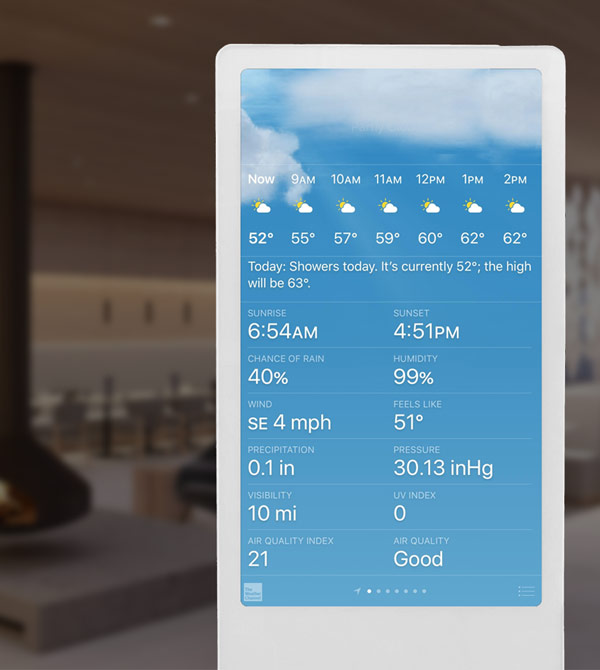 Now 9AM 10AM 11AM 12PM 1PM 2PM
52° 55° 57° 59° 60° 62° 62°
Today: Showers today. It's currently 52°; the high
will be 63°.
SUNRISE SUNSET
6:54AM 4:51PM
CHANCE OF RAIN HUMIDITY
40% 99%
WIND FEELS LIKE
SE 4 mph 51°
PRECIPITATION PRESSURE
0.1 in 30.13 inHg
VISIBILITY UV INDEX
10 mi 0
AIR QUALITY INDEX AIR QUALITY
21 Good
The
Weather
Channel